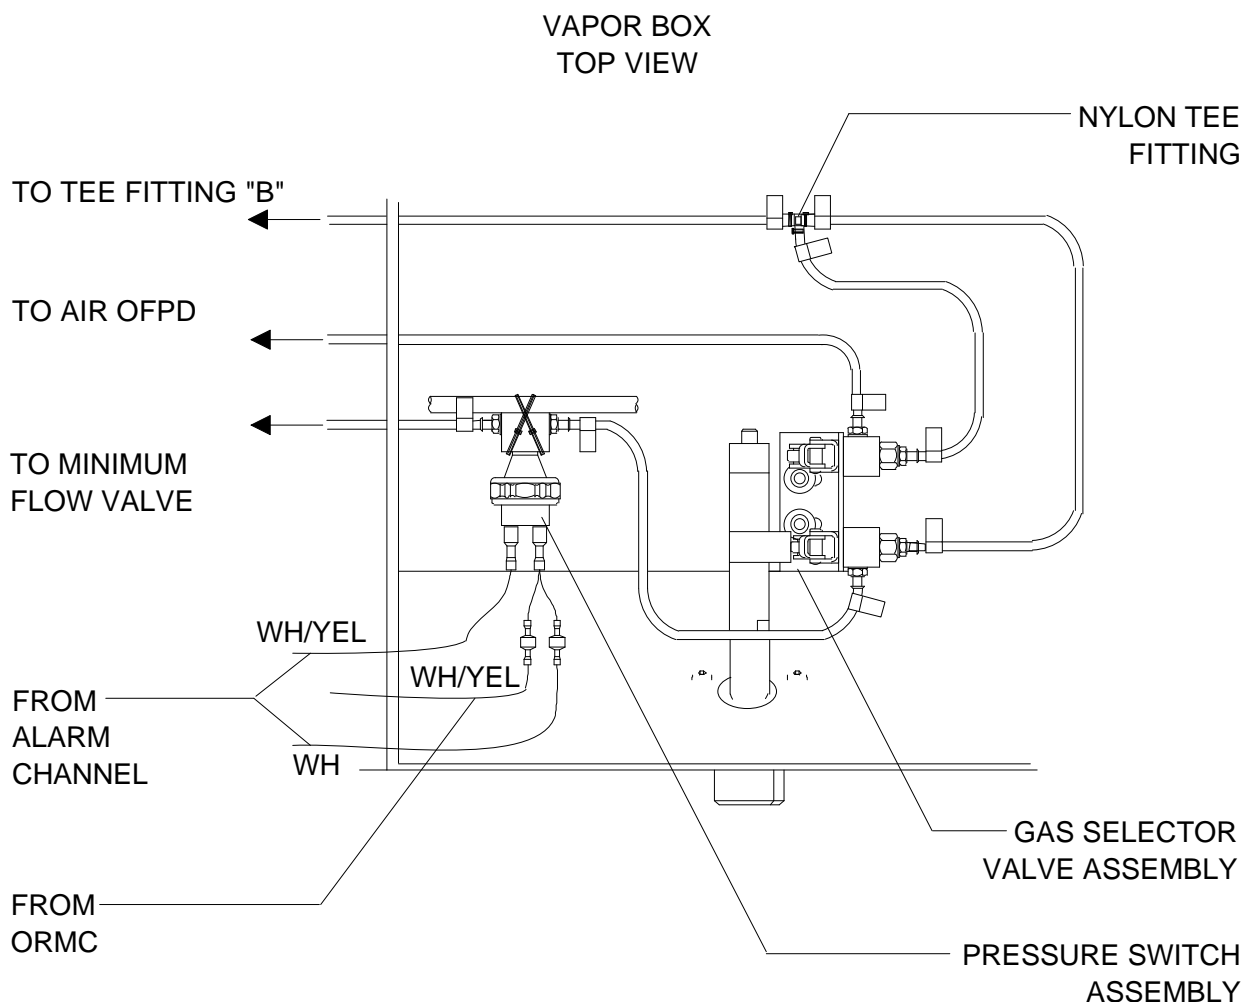 VAPOR BOX
TOP VIEW
NYLON TEE
FITTING
TO TEE FITTING "B"
TO AIR OFPD
TO MINIMUM
FLOW VALVE
WH/YEL
WH/YEL
FROM
ALARM
CHANNEL
WH
GAS SELECTOR
VALVE ASSEMBLY
FROM
ORMC
PRESSURE SWITCH
ASSEMBLY